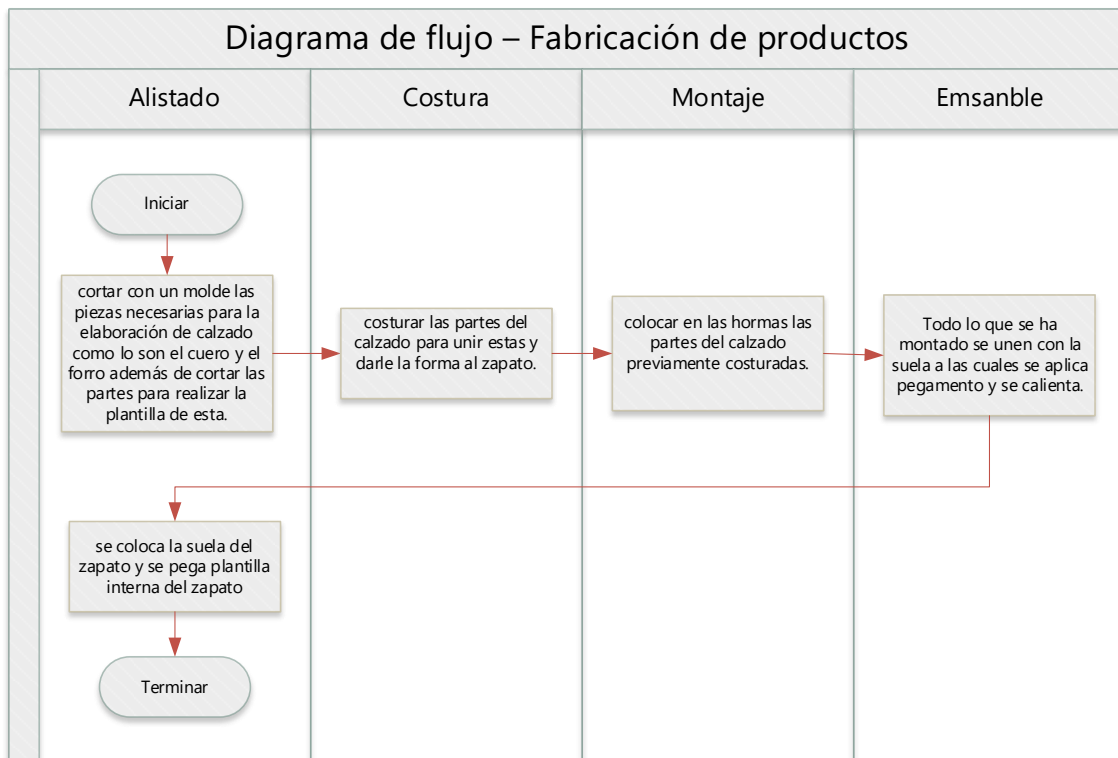 Diagrama de flujo – Fabricación de productos
Alistado
Costura
Montaje
Emsanble
Iniciar
cortar con un molde las
piezas necesarias para la
elaboración de calzado
como lo son el cuero y el
forro además de cortar las
partes para realizar la
plantilla de esta.
costurar las partes del
calzado para unir estas y
darle la forma al zapato.
colocar en las hormas las
partes del calzado
previamente costuradas.
Todo lo que se ha
montado se unen con la
suela a las cuales se aplica
pegamento y se calienta.
se coloca la suela del
zapato y se pega plantilla
interna del zapato
Terminar